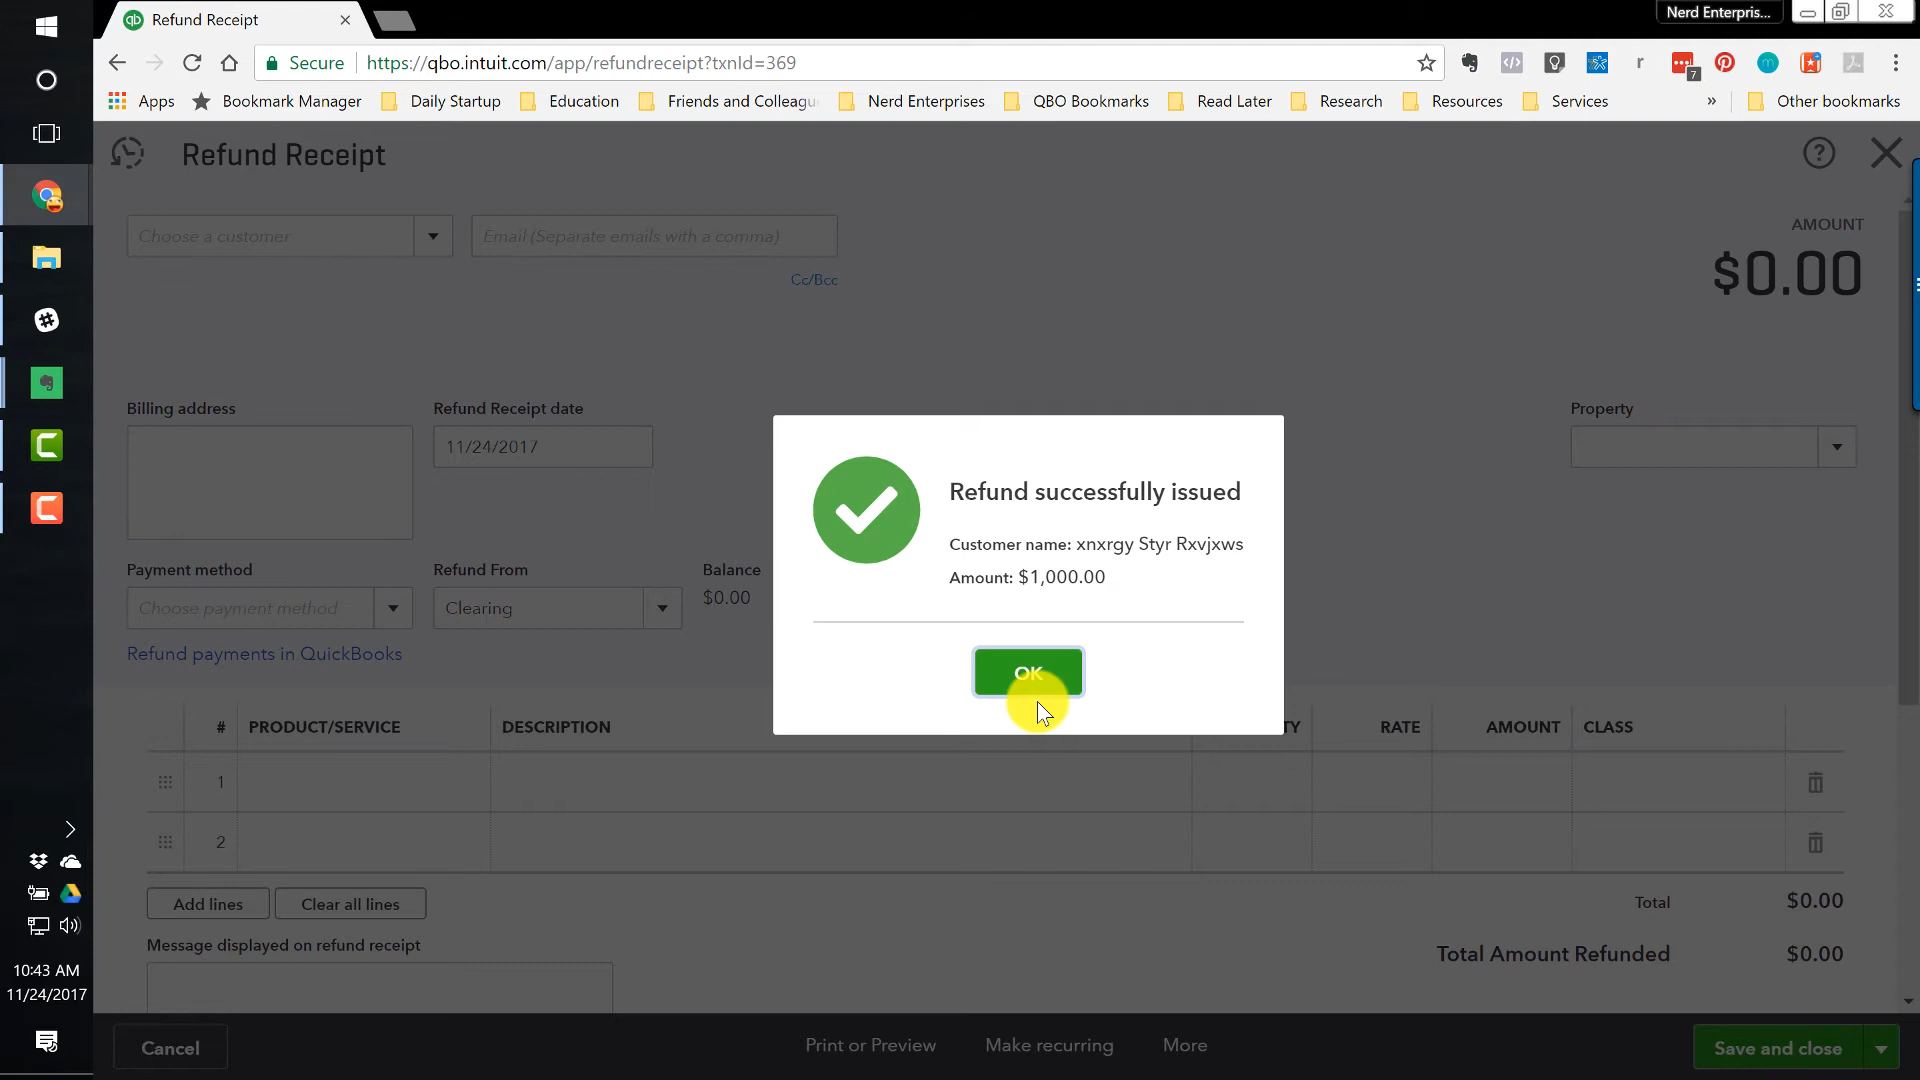 Refund Receipt
Nerd Enterpris...
Secure
https://qbo.intuit.com/app/refundreceipt?txnId=369
7
Apps
Bookmark Manager
Daily Startup
Education
Friends and Colleagu
Nerd Enterprises
QBO Bookmarks
Read Later
Research
Resources
Services
»
Other bookmarks
Refund Receipt
Choose a customer
Email (Separate emails with a comma)
Cc/Bcc
AMOUNT
$0.00
Billing address
Refund Receipt date
11/24/2017
Property
Payment method
Choose payment method
Refund From
Clearing
Balance
$0.00
Refund payments in QuickBooks
Refund successfully issued
Customer name: xnxrgy Styr Rxvjxws
Amount: $1,000.00
OK
# PRODUCT/SERVICE DESCRIPTION TY RATE AMOUNT CLASS
1
2
Add lines
Clear all lines
Total $0.00
Message displayed on refund receipt
Total Amount Refunded $0.00
Cancel
Print or Preview
Make recurring
More
Save and close
10:43 AM
11/24/2017